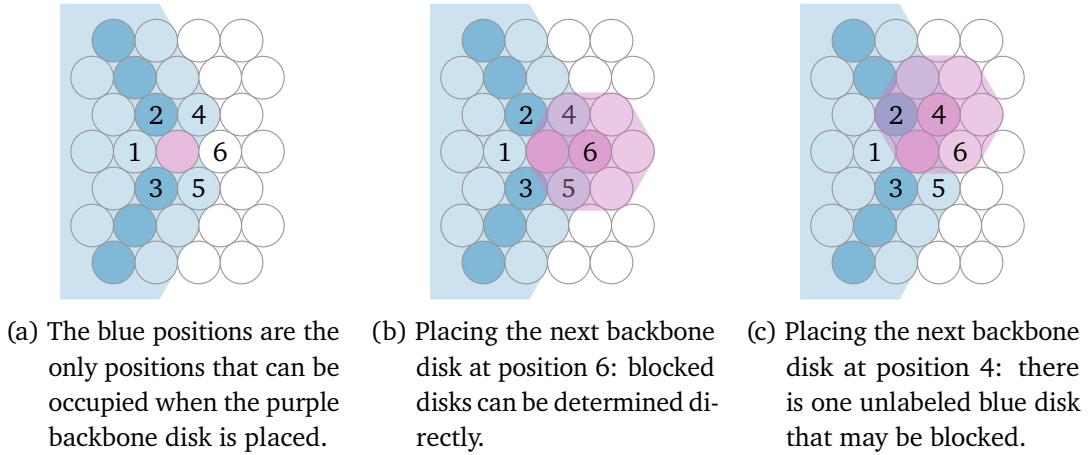 2 4
1 6
3 5
2 4
1 6
3 5
2 4
1 6
3 5
(a) The blue positions are the
only positions that can be
occupied when the purple
backbone disk is placed.
(b) Placing the next backbone
disk at position 6: blocked
disks can be determined di-
rectly.
(c) Placing the next backbone
disk at position 4: there
is one unlabeled blue disk
that may be blocked.